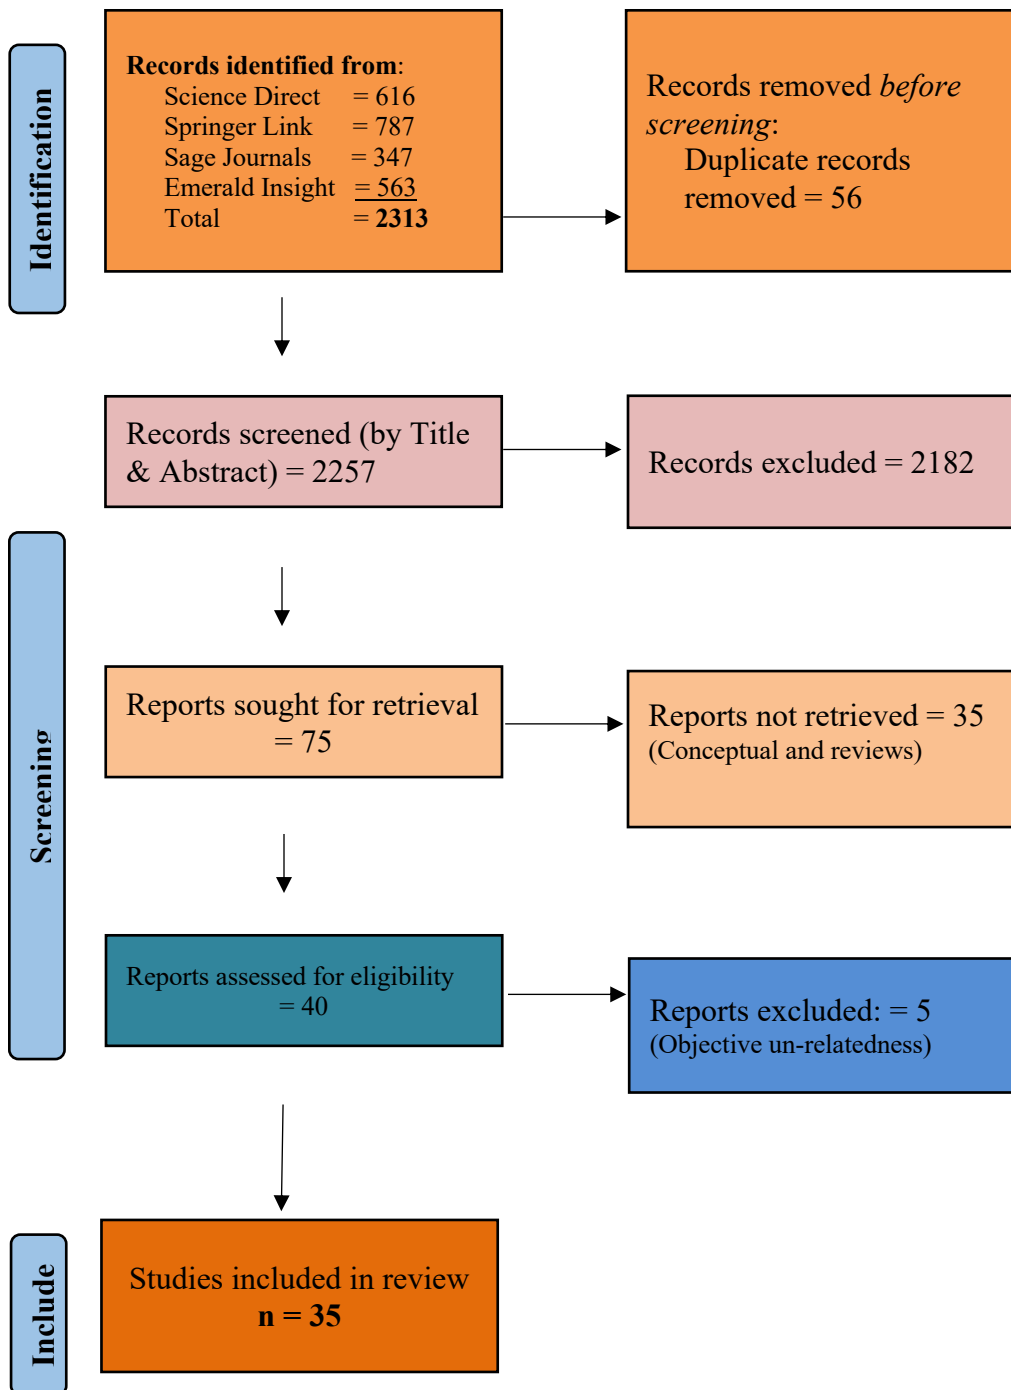 Identification
Records identified from:
Science Direct = 616
Springer Link = 787
Sage Journals = 347
Emerald Insight = 563
Total = 2313
Records removed before
screening:
Duplicate records
removed = 56
Records screened (by Title
& Abstract) = 2257
Records excluded = 2182
Screening
Reports sought for retrieval
= 75
Reports not retrieved = 35
(Conceptual and reviews)
Reports assessed for eligibility
= 40
Reports excluded: = 5
(Objective un-relatedness)
Include
Studies included in review
n = 35